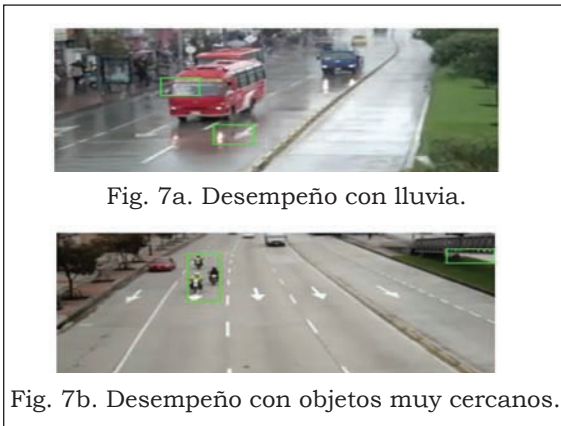 Fig. 7a. Desempeño con lluvia.
Fig. 7b. Desempeño con objetos muy cercanos.